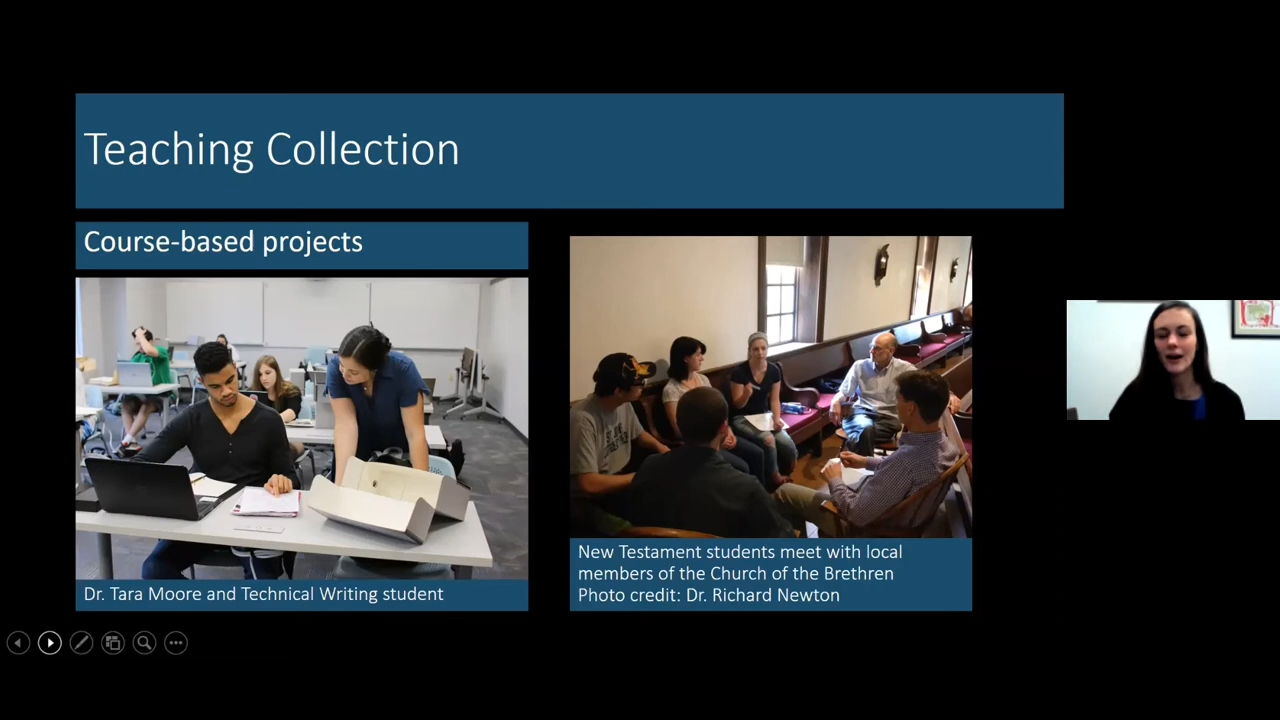 Teaching Collection
Course-based projects
Dr. Tara Moore and Technical Writing student
New Testament students meet with local
members of the Church of the Brethren
Photo credit: Dr. Richard Newton